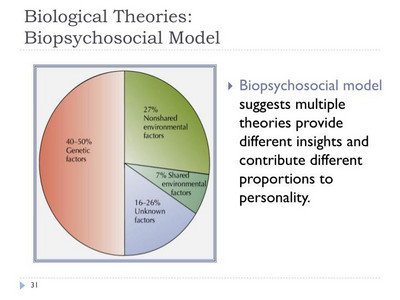 Biological Theories:
Biopsychosocial Model
27%
Nonshared
environmental
factors
40–50%
Genetic
factors
7% Shared
environmental
factors
16–26%
Unknown
factors
Biopsychosocial model
suggests multiple
theories provide
different insights and
contribute different
proportions to
personality.
31